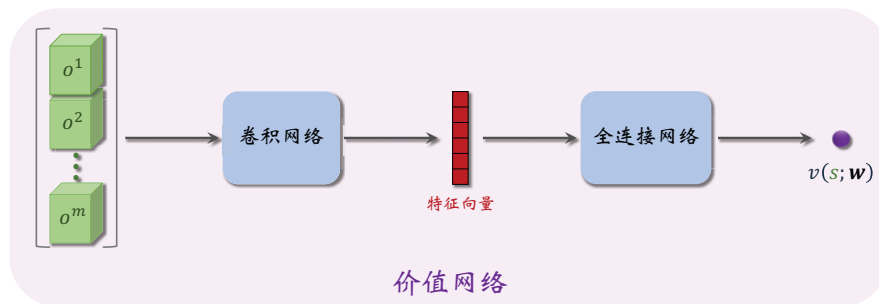 o¹
o²
oᵐ
卷积网络
特征向量
全连接网络
v(s; w)
价值网络